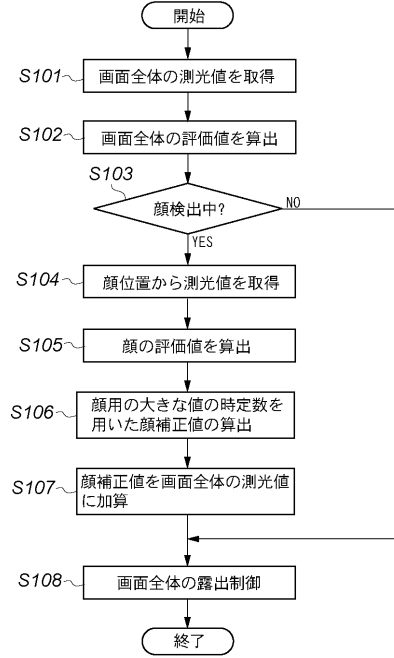 開始
S101
画面全体の測光値を取得
S102
画面全体の評価値を算出
S103
顔検出中?
NO
YES
S104
顔位置から測光値を取得
S105
顔の評価値を算出
S106
顔用の大きな値の時定数を
用いた顔補正値の算出
S107
顔補正値を画面全体の測光値
に加算
S108
画面全体の露出制御
終了